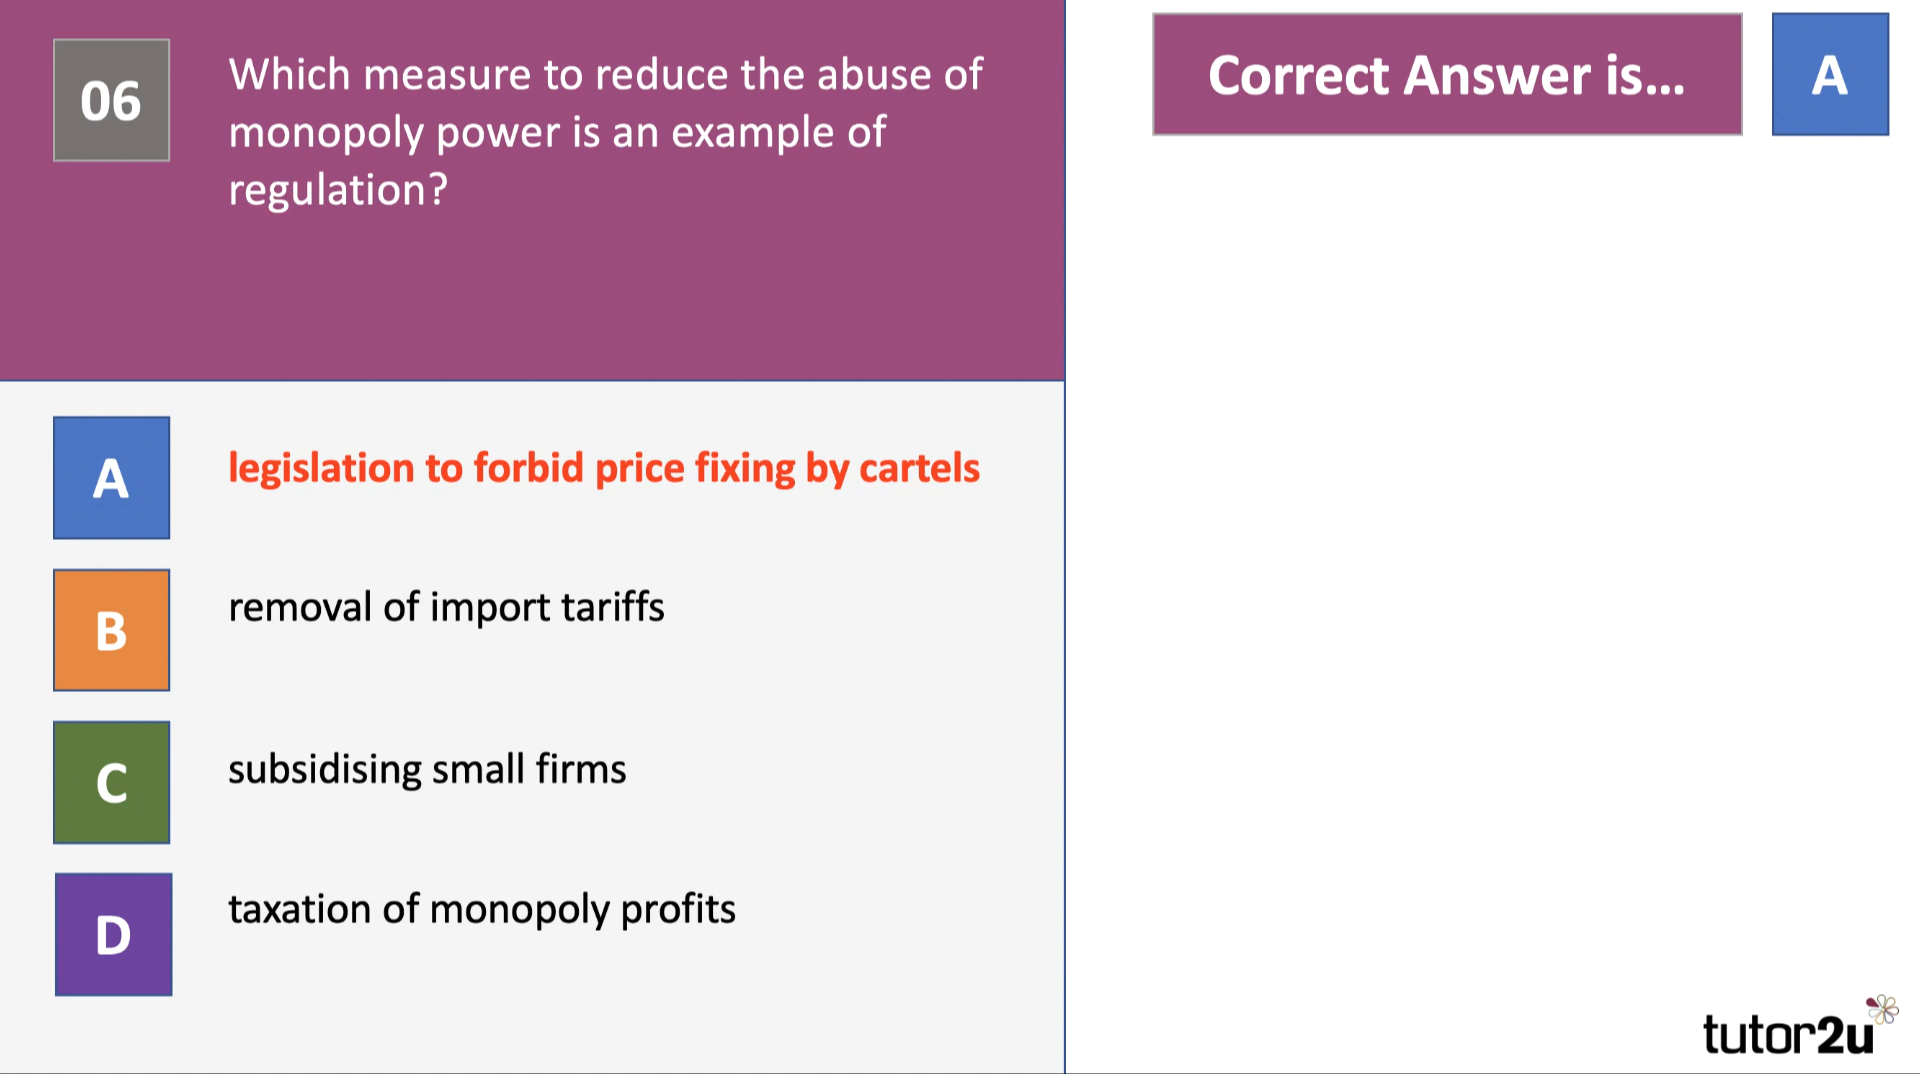 06
Which measure to reduce the abuse of
monopoly power is an example of
regulation?
A
legislation to forbid price fixing by cartels
B
removal of import tariffs
C
subsidising small firms
D
taxation of monopoly profits
Correct Answer is...
A
tutor2u